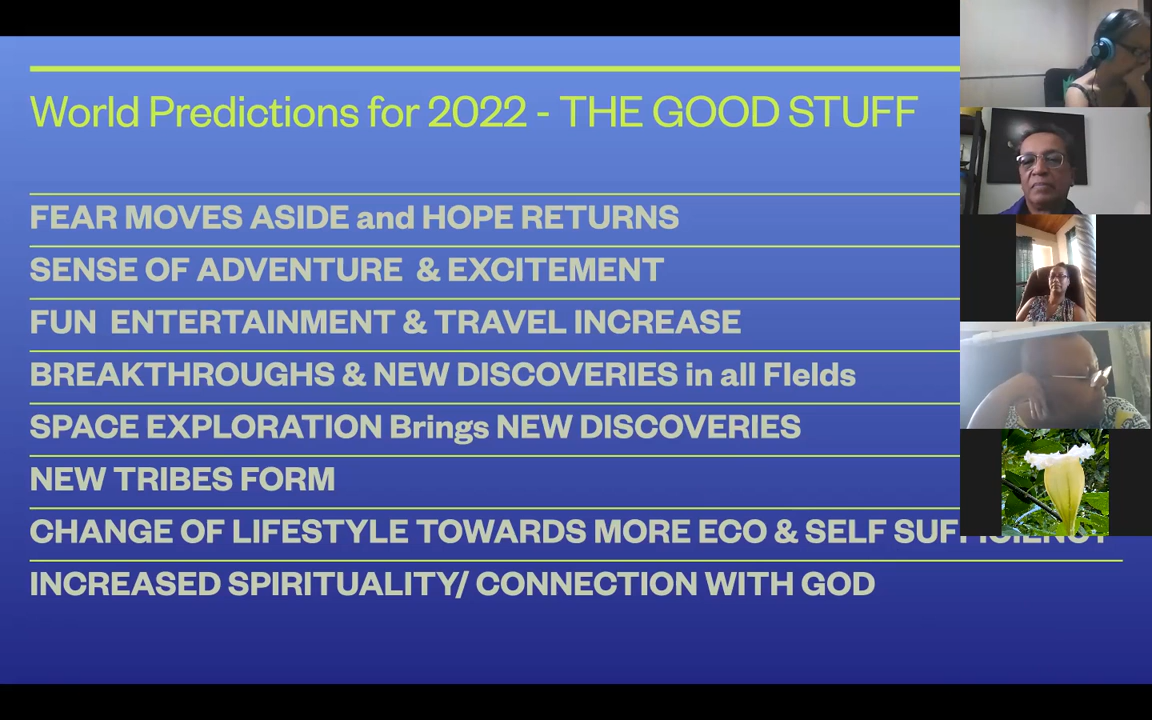 World Predictions for 2022 - THE GOOD STUFF
FEAR MOVES ASIDE and HOPE RETURNS
SENSE OF ADVENTURE & EXCITEMENT
FUN ENTERTAINMENT & TRAVEL INCREASE
BREAKTHROUGHS & NEW DISCOVERIES in all FIelds
SPACE EXPLORATION Brings NEW DISCOVERIES
NEW TRIBES FORM
CHANGE OF LIFESTYLE TOWARDS MORE ECO & SELF SUFFICIENCY
INCREASED SPIRITUALITY/ CONNECTION WITH GOD